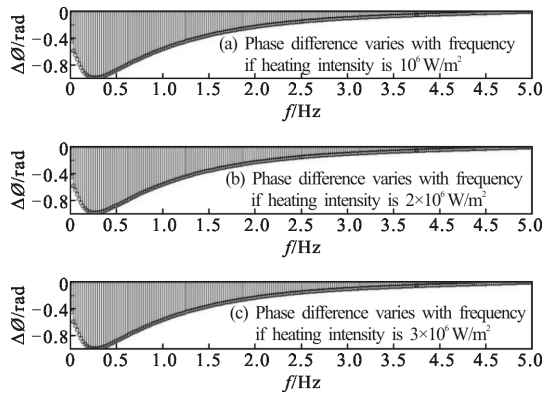 0
−0.4
−0.8
ΔØ/rad
(a) Phase difference varies with frequency
if heating intensity is 10⁶ W/m²
0 0.5 1.0 1.5 2.0 2.5 3.0 3.5 4.0 4.5 5.0
f/Hz
0
−0.4
−0.8
ΔØ/rad
(b) Phase difference varies with frequency
if heating intensity is 2×10⁶ W/m²
0 0.5 1.0 1.5 2.0 2.5 3.0 3.5 4.0 4.5 5.0
f/Hz
0
−0.4
−0.8
ΔØ/rad
(c) Phase difference varies with frequency
if heating intensity is 3×10⁶ W/m²
0 0.5 1.0 1.5 2.0 2.5 3.0 3.5 4.0 4.5 5.0
f/Hz